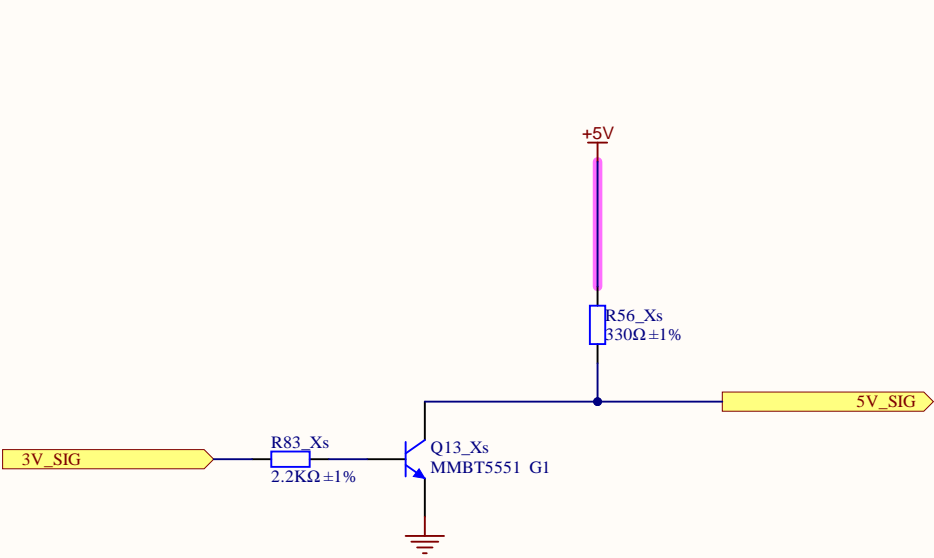 +5V
R56_Xs
330Ω ±1%
5V_SIG
R83_Xs
3V_SIG
2.2KΩ ±1%
Q13_Xs
MMBT5551 G1